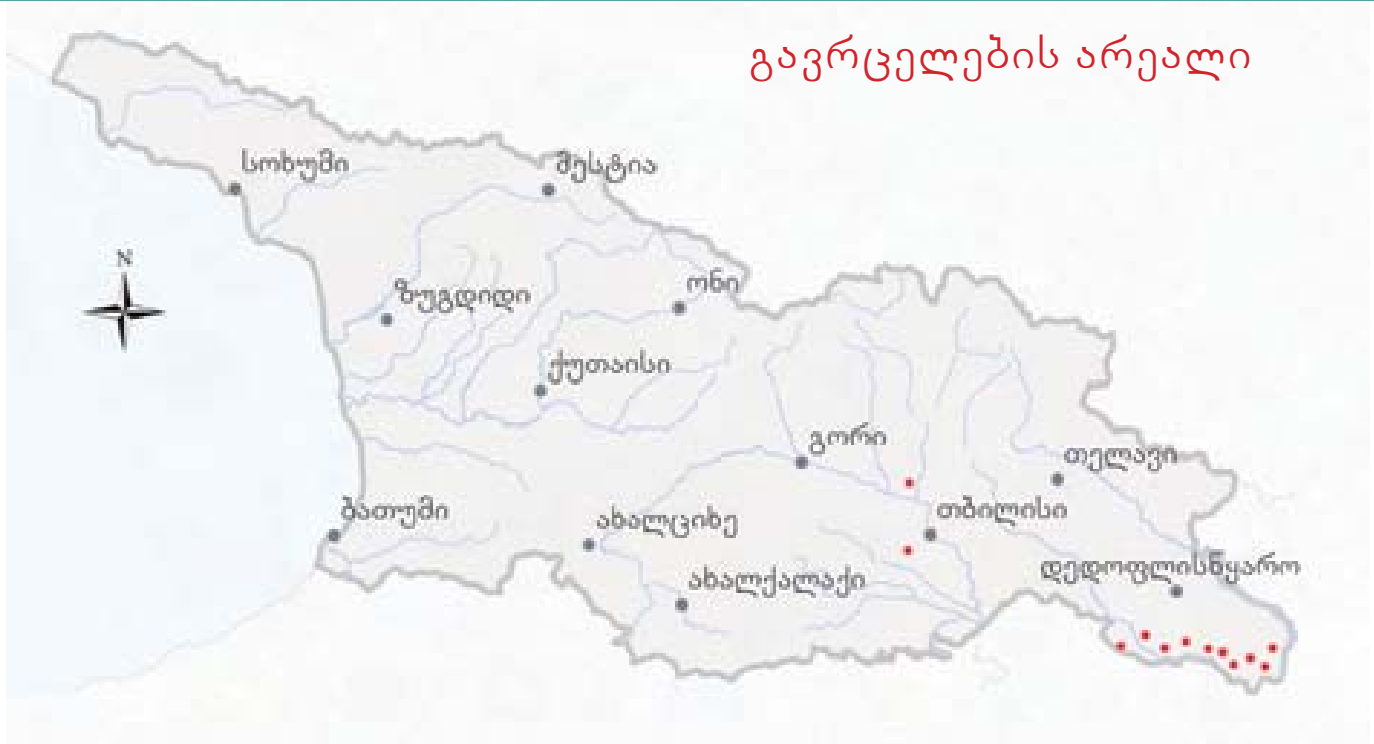 გავრცელების არეალი
სოხუმი
მესტია
N
ონი
ზუგდიდი
ქუთაისი
გორი
თელავი
ბათუმი
ახალციხე
თბილისი
დედოფლისწყარო
ახალქალაქი